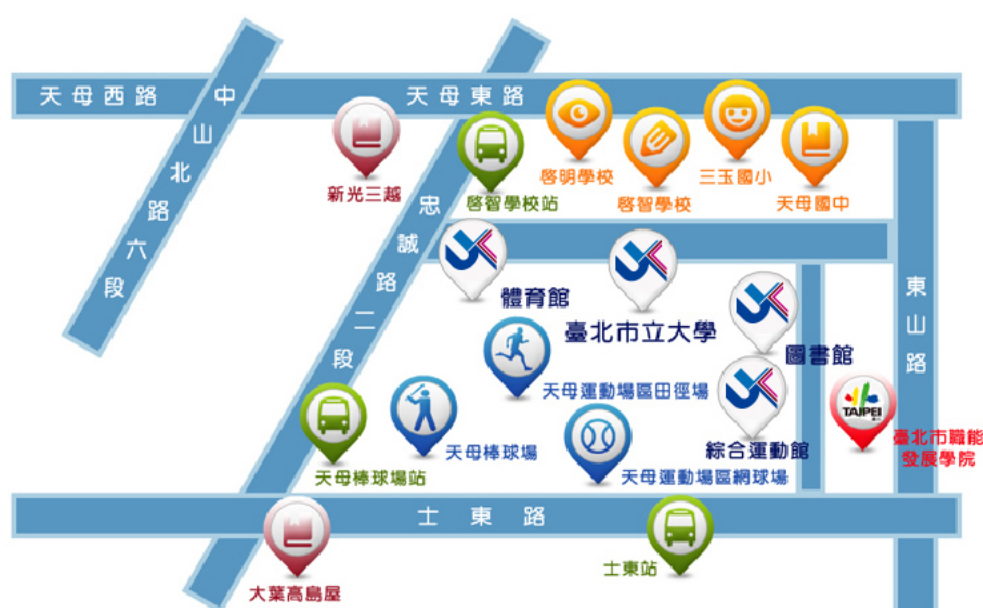 天母西路
中山北路六段
天母東路
新光三越
啓智學校站
啓明學校
啓智學校
三玉國小
天母國中
忠誠路二段
東山路
體育館
臺北市立大學
圖書館
天母運動場區田徑場
TAIPEI
天母棒球場
綜合運動館
臺北市職能
發展學院
天母棒球場站
天母運動場區網球場
士東路
士東站
大葉高島屋